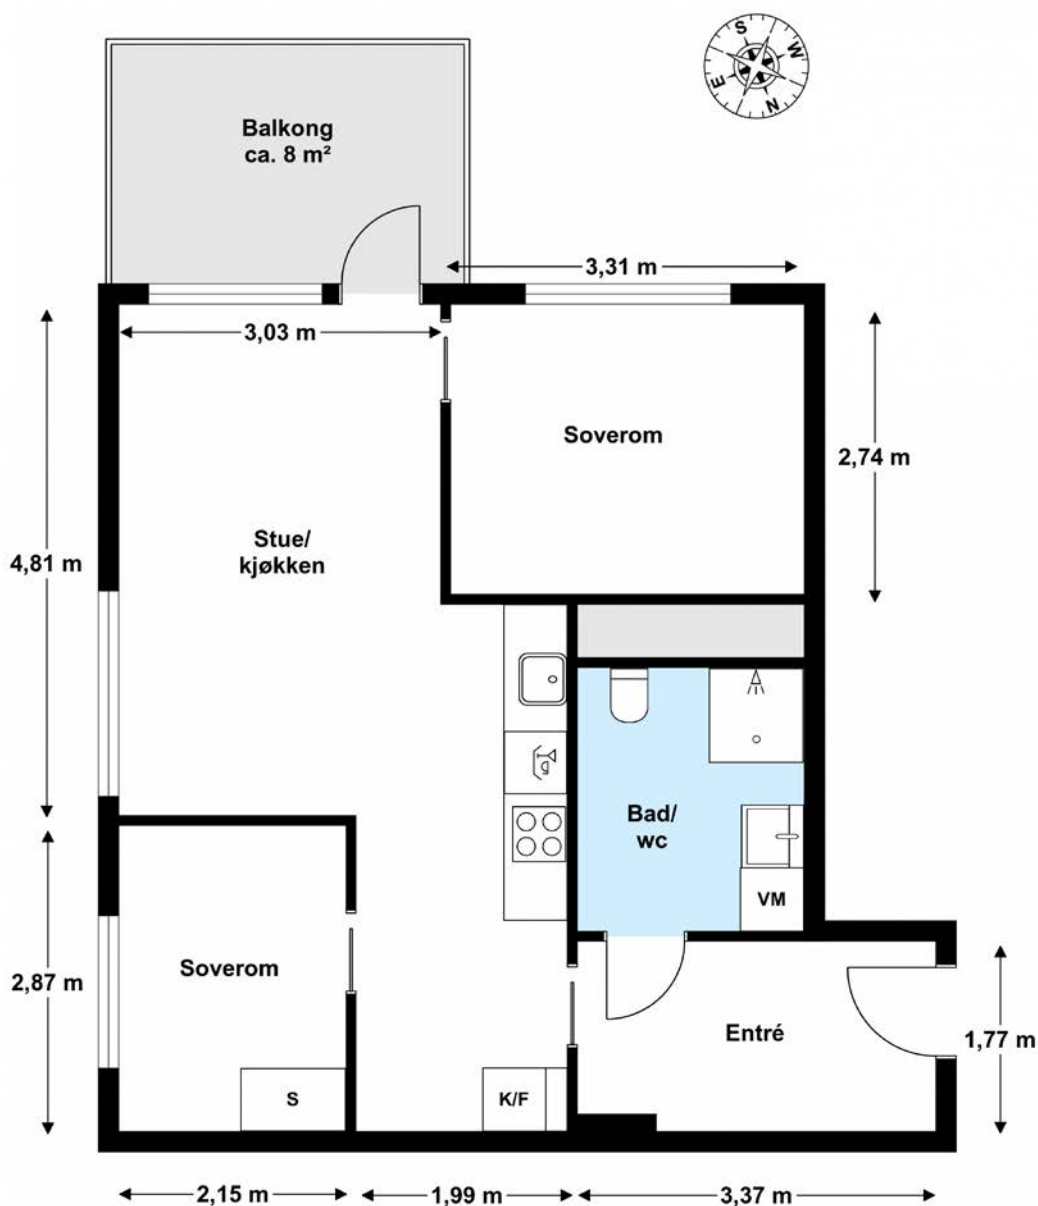 S
W
E
N
Balkong
ca. 8 m²
3,31 m
3,03 m
Soverom
2,74 m
Stue/
kjøkken
4,81 m
Bad/
wc
VM
Soverom
2,87 m
Entré
1,77 m
S
K/F
2,15 m
1,99 m
3,37 m